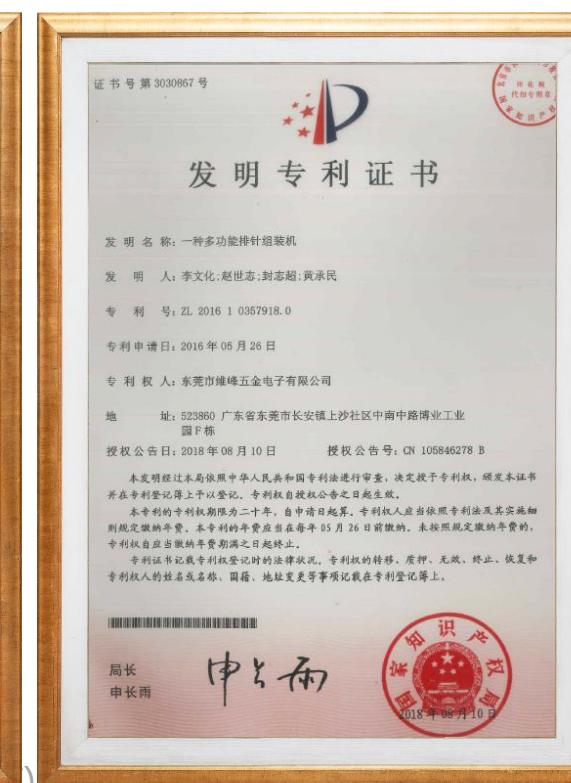 证书号第3030867号
印花税
代扣专用章
发明专利证书
发明名称：一种多功能排针组装机
发明人：李文化;赵世志;封志超;黄承民
专利号：ZL 2016 1 0357918.0
专利申请日：2016年05月26日
专利权人：东莞市维峰五金电子有限公司
地址：523860 广东省东莞市长安镇上沙社区中南中路博业工业
园F栋
授权公告日：2018年08月10日 授权公告号：CN 105846278 B
本发明经过本局依照中华人民共和国专利法进行审查，决定授予专利权，颁发本证书
并在专利登记簿上予以登记。专利权自授权公告之日起生效。
本专利的专利权期限为二十年，自申请日起算。专利权人应当依照专利法及其实施细
则规定缴纳年费。本专利的年费应当在每年05月26日前缴纳。未按照规定缴纳年费的，
专利权自应当缴纳年费期满之日起终止。
专利证书记载专利权登记时的法律状况。专利权的转移、质押、无效、终止、恢复和
专利权人的姓名或名称、国籍、地址变更等事项记载在专利登记簿上。
局长
申长雨
申长雨
国家知识产权局
2018年08月10日